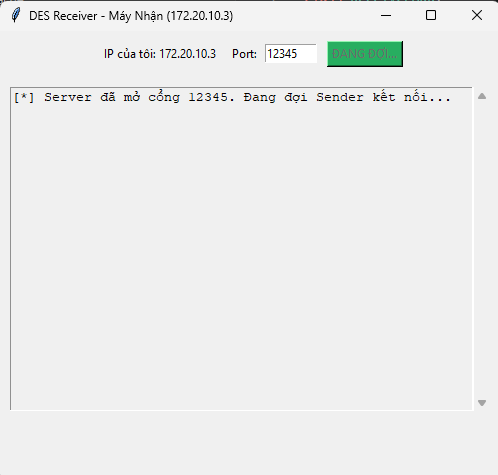 DES Receiver - Máy Nhận (172.20.10.3)
IP của tôi: 172.20.10.3 Port: 12345 ĐANG ĐỢI...
[*] Server đã mở cổng 12345. Đang đợi Sender kết nối...